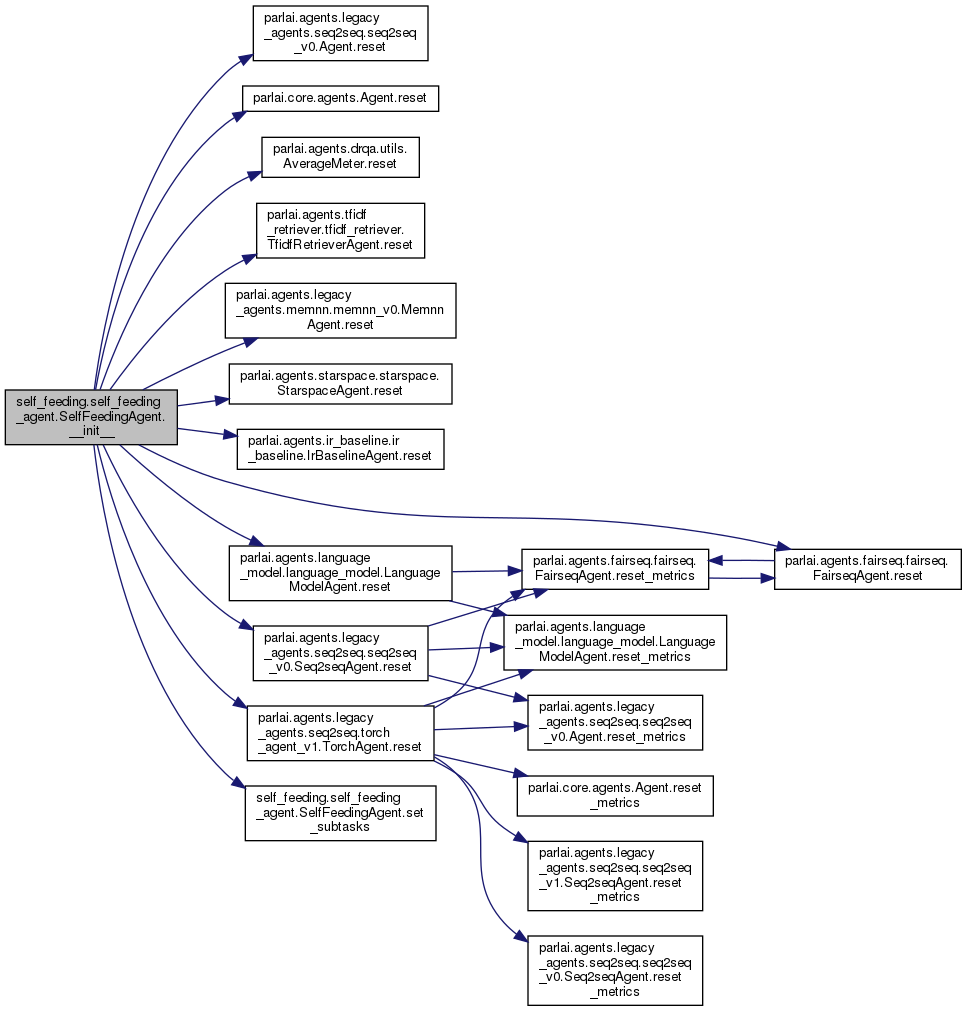 parlai.agents.legacy
_agents.seq2seq.seq2seq
_v0.Agent.reset
parlai.core.agents.Agent.reset
parlai.agents.drqa.utils.
AverageMeter.reset
parlai.agents.tfidf
_retriever.tfidf_retriever.
TfidfRetrieverAgent.reset
parlai.agents.legacy
_agents.memnn.memnn_v0.Memnn
Agent.reset
parlai.agents.starspace.starspace.
StarspaceAgent.reset
self_feeding.self_feeding
_agent.SelfFeedingAgent.
__init__
parlai.agents.ir_baseline.ir
_baseline.IrBaselineAgent.reset
parlai.agents.language
_model.language_model.Language
ModelAgent.reset
parlai.agents.fairseq.fairseq.
FairseqAgent.reset_metrics
parlai.agents.fairseq.fairseq.
FairseqAgent.reset
parlai.agents.legacy
_agents.seq2seq.seq2seq
_v0.Seq2seqAgent.reset
parlai.agents.language
_model.language_model.Language
ModelAgent.reset_metrics
parlai.agents.legacy
_agents.seq2seq.torch
_agent_v1.TorchAgent.reset
parlai.agents.legacy
_agents.seq2seq.seq2seq
_v0.Agent.reset_metrics
self_feeding.self_feeding
_agent.SelfFeedingAgent.set
_subtasks
parlai.core.agents.Agent.reset
_metrics
parlai.agents.legacy
_agents.seq2seq.seq2seq
_v1.Seq2seqAgent.reset
_metrics
parlai.agents.legacy
_agents.seq2seq.seq2seq
_v0.Seq2seqAgent.reset
_metrics